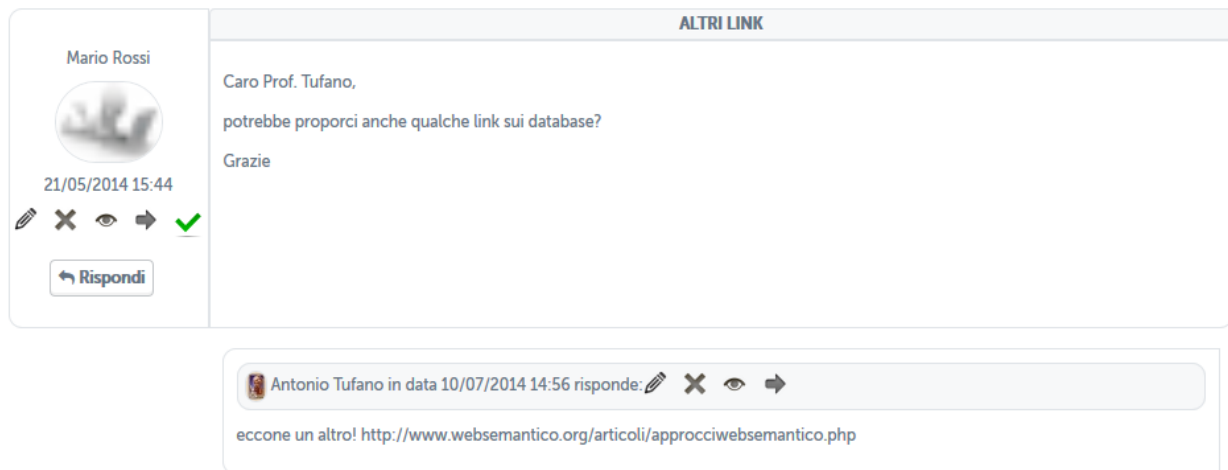 ALTRI LINK
Mario Rossi
21/05/2014 15:44
Rispondi
Caro Prof. Tufano,
potrebbe proporci anche qualche link sui database?
Grazie
Antonio Tufano in data 10/07/2014 14:56 risponde:
eccone un altro! http://www.websemantico.org/articoli/approcciwebsemantico.php